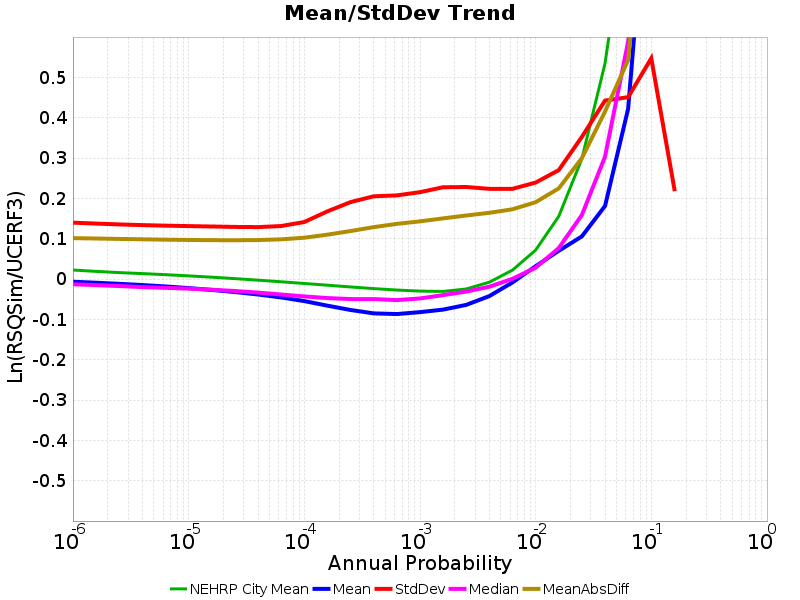 Mean/StdDev Trend
Ln(RSQSim/UCERF3)
0.5
0.4
0.3
0.2
0.1
0
-0.1
-0.2
-0.3
-0.4
-0.5
10-6 10-5 10-4 10-3 10-2 10-1 100
Annual Probability
NEHRP City Mean Mean StdDev Median MeanAbsDiff